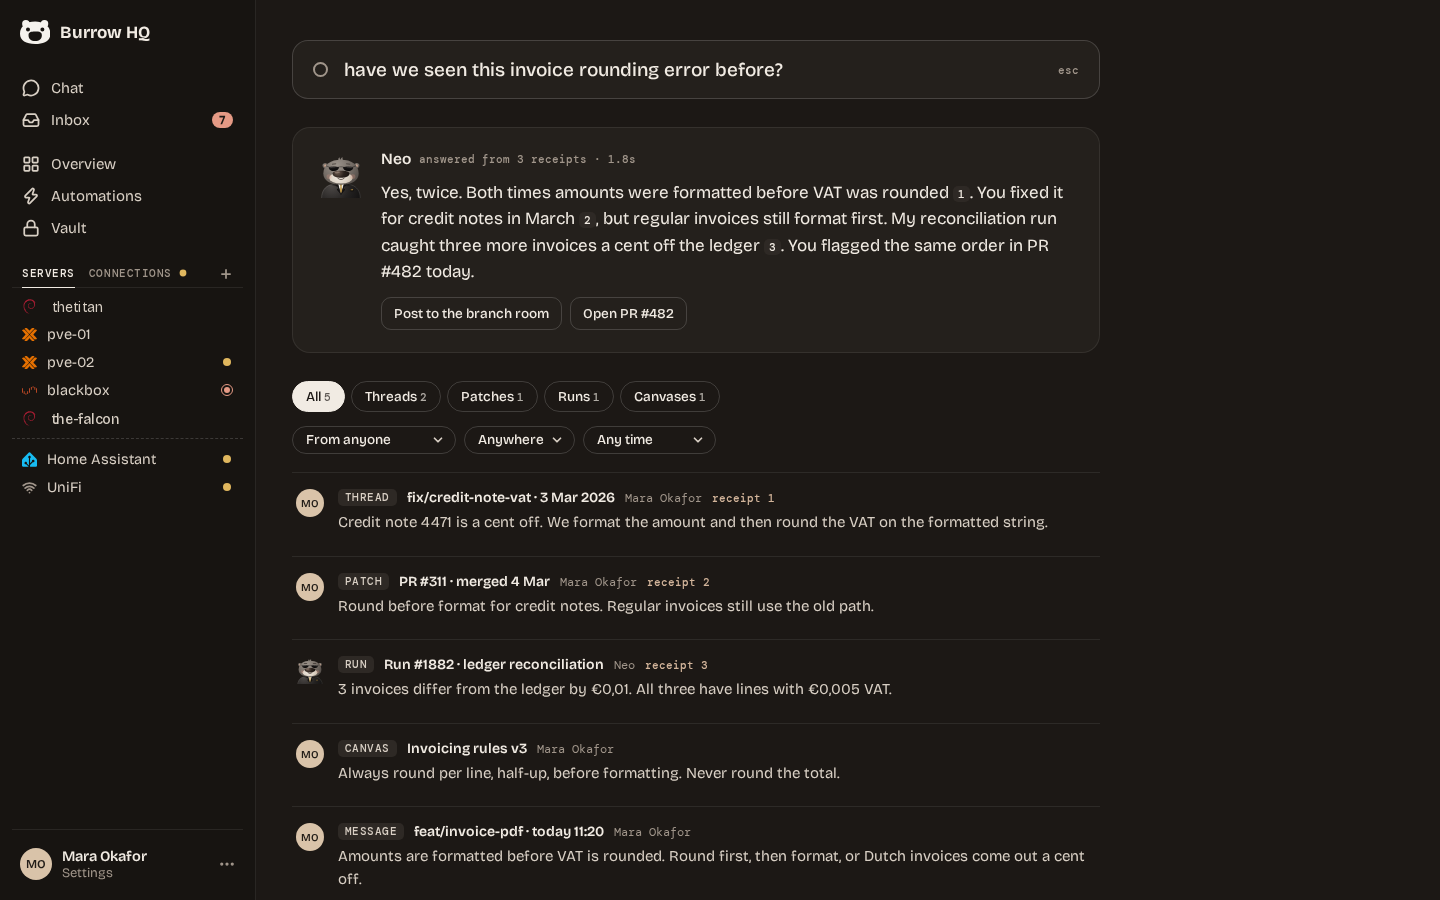 Burrow HQ
Chat
Inbox 7
Overview
Automations
Vault
SERVERS CONNECTIONS +
thetitan
pve-01
pve-02
blackbox
the-falcon
Home Assistant
UniFi
MO Mara Okafor
Settings
have we seen this invoice rounding error before? esc
Neo answered from 3 receipts · 1.8s
Yes, twice. Both times amounts were formatted before VAT was rounded 1. You fixed it
for credit notes in March 2, but regular invoices still format first. My reconciliation run
caught three more invoices a cent off the ledger 3. You flagged the same order in PR
#482 today.
Post to the branch room Open PR #482
All 5 Threads 2 Patches 1 Runs 1 Canvases 1
From anyone Anywhere Any time
MO THREAD fix/credit-note-vat · 3 Mar 2026 Mara Okafor receipt 1
Credit note 4471 is a cent off. We format the amount and then round the VAT on the formatted string.
MO PATCH PR #311 · merged 4 Mar Mara Okafor receipt 2
Round before format for credit notes. Regular invoices still use the old path.
RUN Run #1882 · ledger reconciliation Neo receipt 3
3 invoices differ from the ledger by €0,01. All three have lines with €0,005 VAT.
MO CANVAS Invoicing rules v3 Mara Okafor
Always round per line, half-up, before formatting. Never round the total.
MO MESSAGE feat/invoice-pdf · today 11:20 Mara Okafor
Amounts are formatted before VAT is rounded. Round first, then format, or Dutch invoices come out a cent
off.